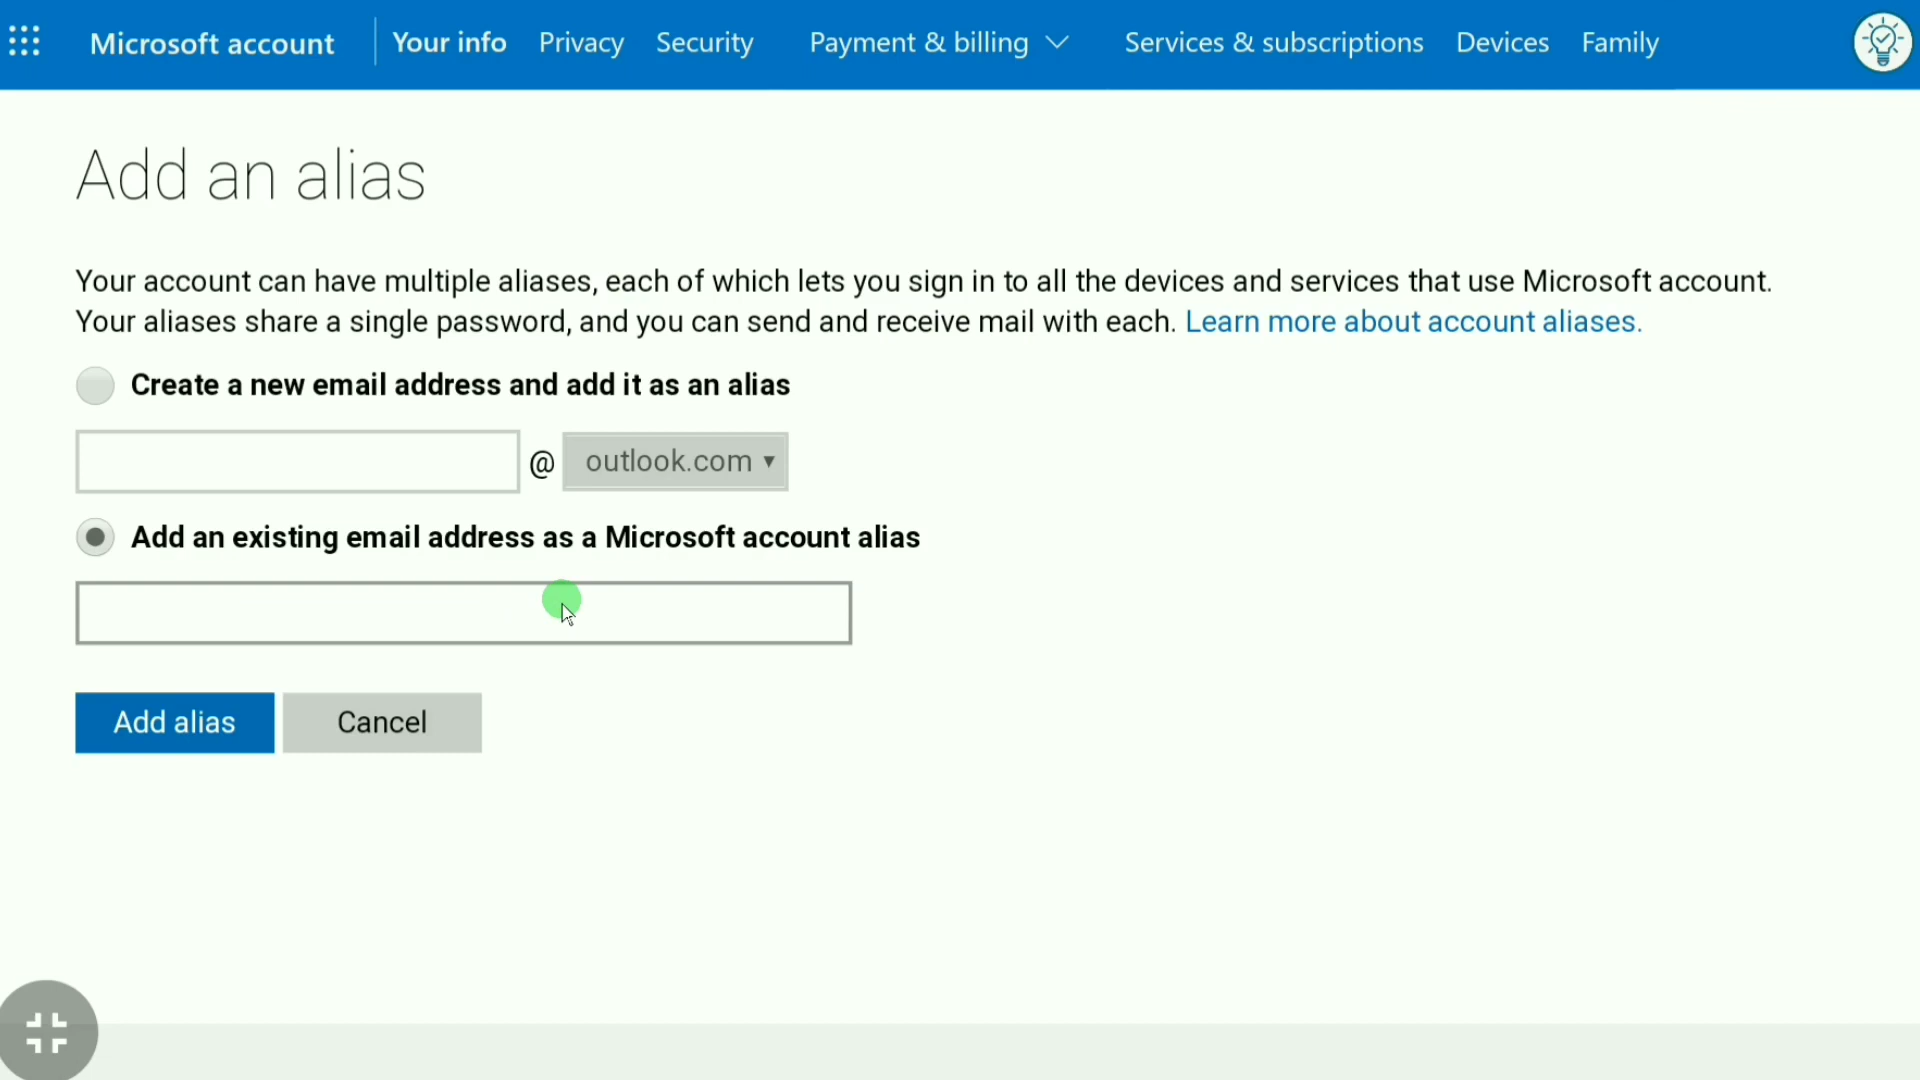 Microsoft account Your info Privacy Security Payment & billing Services & subscriptions Devices Family
Add an alias
Your account can have multiple aliases, each of which lets you sign in to all the devices and services that use Microsoft account.
Your aliases share a single password, and you can send and receive mail with each. Learn more about account aliases.
Create a new email address and add it as an alias
@ outlook.com
Add an existing email address as a Microsoft account alias
Add alias Cancel